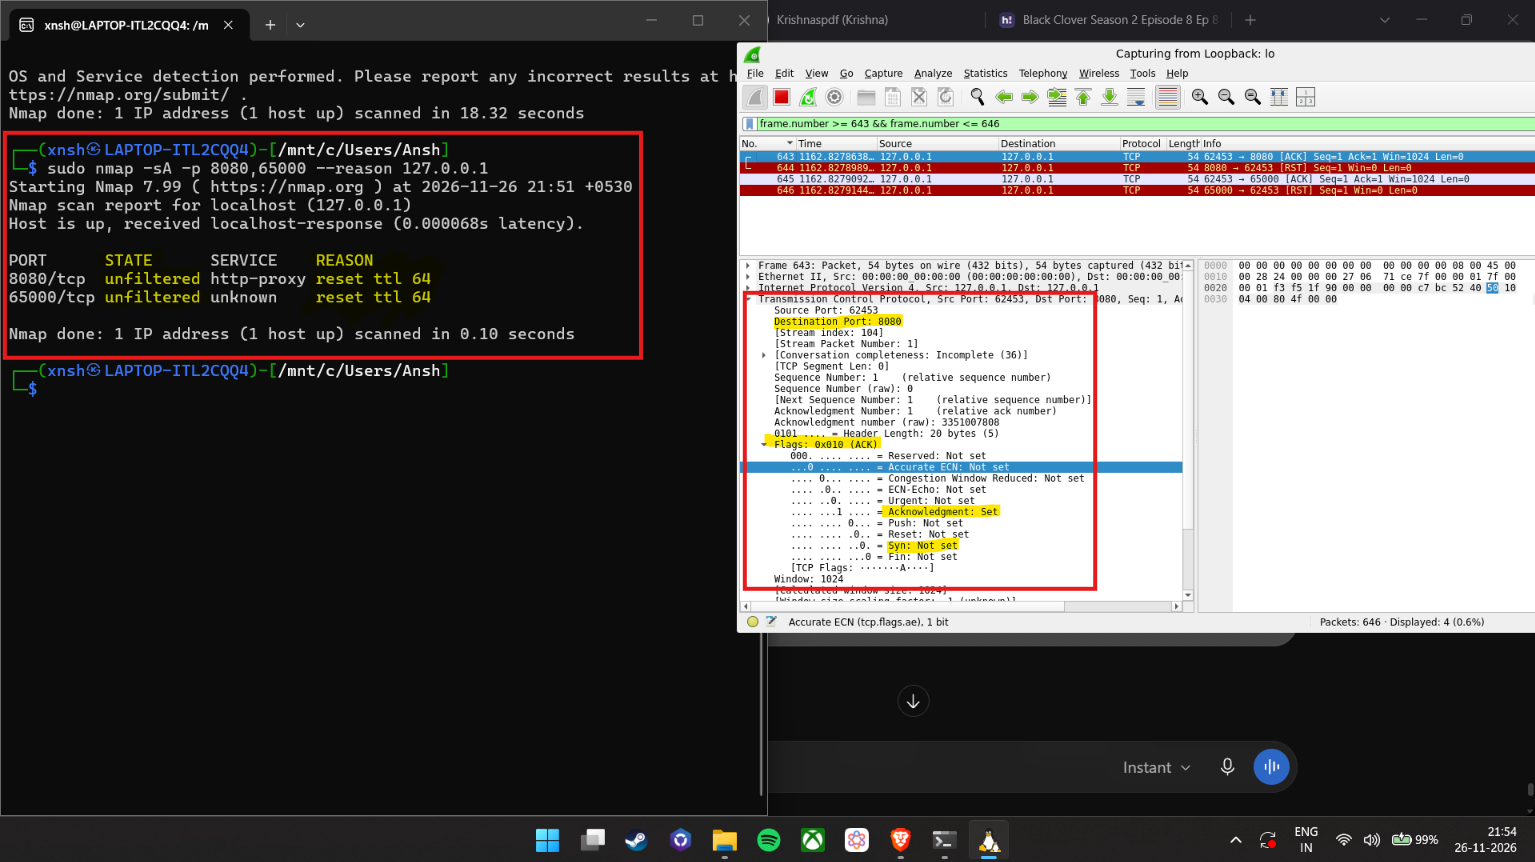 xnsh@LAPTOP-ITL2CQQ4: /m
Krishnaspdf (Krishna)
Black Clover Season 2 Episode 8 Ep 8
OS and Service detection performed. Please report any incorrect results at h
ttps://nmap.org/submit/ .
Nmap done: 1 IP address (1 host up) scanned in 18.32 seconds
┌──(xnsh㉿LAPTOP-ITL2CQQ4)-[/mnt/c/Users/Ansh]
└─$ sudo nmap -sA -p 8080,65000 --reason 127.0.0.1
Starting Nmap 7.99 ( https://nmap.org ) at 2026-11-26 21:51 +0530
Nmap scan report for localhost (127.0.0.1)
Host is up, received localhost-response (0.000068s latency).
PORT STATE SERVICE REASON
8080/tcp unfiltered http-proxy reset ttl 64
65000/tcp unfiltered unknown reset ttl 64
Nmap done: 1 IP address (1 host up) scanned in 0.10 seconds
┌──(xnsh㉿LAPTOP-ITL2CQQ4)-[/mnt/c/Users/Ansh]
└─$
Capturing from Loopback: lo
File Edit View Go Capture Analyze Statistics Telephony Wireless Tools Help
frame.number >= 643 && frame.number <= 646
No. Time Source Destination Protocol Length Info
643 1162.8278638… 127.0.0.1 127.0.0.1 TCP 54 62453 → 8080 [ACK] Seq=1 Ack=1 Win=1024 Len=0
644 1162.8278989… 127.0.0.1 127.0.0.1 TCP 54 8080 → 62453 [RST] Seq=1 Win=0 Len=0
645 1162.8279092… 127.0.0.1 127.0.0.1 TCP 54 62453 → 65000 [ACK] Seq=1 Ack=1 Win=1024 Len=0
646 1162.8279144… 127.0.0.1 127.0.0.1 TCP 54 65000 → 62453 [RST] Seq=1 Win=0 Len=0
Frame 643: Packet, 54 bytes on wire (432 bits), 54 bytes captured (432 bit
Ethernet II, Src: 00:00:00_00:00:00 (00:00:00:00:00:00), Dst: 00:00:00_00:
Internet Protocol Version 4, Src: 127.0.0.1, Dst: 127.0.0.1
Transmission Control Protocol, Src Port: 62453, Dst Port: 8080, Seq: 1, Ac
Source Port: 62453
Destination Port: 8080
[Stream index: 104]
[Stream Packet Number: 1]
[Conversation completeness: Incomplete (36)]
[TCP Segment Len: 0]
Sequence Number: 1 (relative sequence number)
Sequence Number (raw): 0
[Next Sequence Number: 1 (relative sequence number)]
Acknowledgment Number: 1 (relative ack number)
Acknowledgment number (raw): 3351007808
0101 .... = Header Length: 20 bytes (5)
Flags: 0x010 (ACK)
000. .... .... = Reserved: Not set
...0 .... .... = Accurate ECN: Not set
.... 0... .... = Congestion Window Reduced: Not set
.... .0.. .... = ECN-Echo: Not set
.... ..0. .... = Urgent: Not set
.... ...1 .... = Acknowledgment: Set
.... .... 0... = Push: Not set
.... .... .0.. = Reset: Not set
.... .... ..0. = Syn: Not set
.... .... ...0 = Fin: Not set
[TCP Flags: ·······A····]
Window: 1024
[Calculated window size: 1024]
[Window size scaling factor: -1 (unknown)]
0000 00 00 00 00 00 00 00 00 00 00 00 00 08 00 45 00
0010 00 28 24 00 00 00 27 06 71 ce 7f 00 00 01 7f 00
0020 00 01 f3 f5 1f 90 00 00 00 00 c7 bc 52 40 50 10
0030 04 00 80 4f 00 00
Accurate ECN (tcp.flags.ae), 1 bit
Packets: 646 · Displayed: 4 (0.6%)
Instant
ENG
IN
99%
21:54
26-11-2026